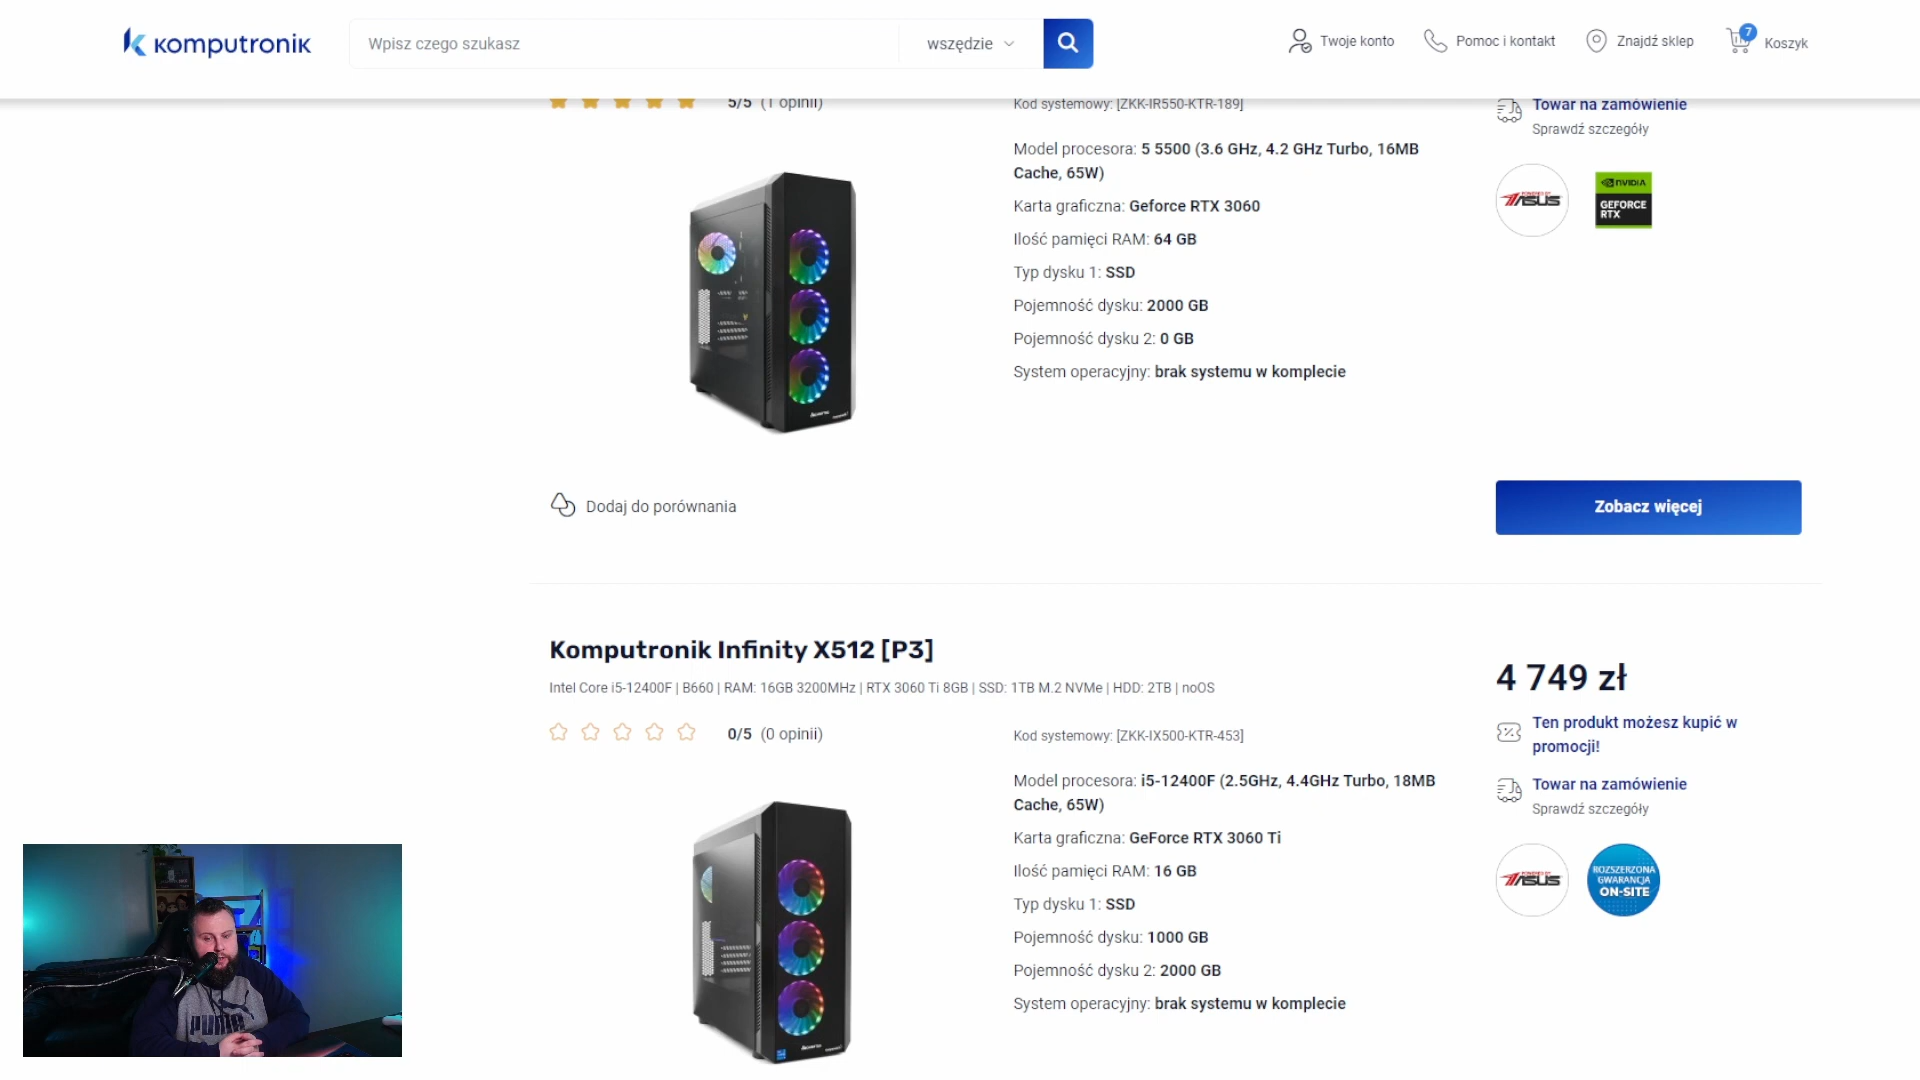 komputronik
Wpisz czego szukasz
wszędzie
Twoje konto
Pomoc i kontakt
Znajdź sklep
7
Koszyk
5/5 (1 opinii)
Kod systemowy: [ZKK-IR550-KTR-189]
Model procesora: 5 5500 (3.6 GHz, 4.2 GHz Turbo, 16MB
Cache, 65W)
Karta graficzna: Geforce RTX 3060
Ilość pamięci RAM: 64 GB
Typ dysku 1: SSD
Pojemność dysku: 2000 GB
Pojemność dysku 2: 0 GB
System operacyjny: brak systemu w komplecie
Towar na zamówienie
Sprawdź szczegóły
POWERED BY
ASUS
NVIDIA
GEFORCE
RTX
Dodaj do porównania
Zobacz więcej
Komputronik Infinity X512 [P3]
Intel Core i5-12400F | B660 | RAM: 16GB 3200MHz | RTX 3060 Ti 8GB | SSD: 1TB M.2 NVMe | HDD: 2TB | noOS
0/5 (0 opinii)
Kod systemowy: [ZKK-IX500-KTR-453]
Model procesora: i5-12400F (2.5GHz, 4.4GHz Turbo, 18MB
Cache, 65W)
Karta graficzna: GeForce RTX 3060 Ti
Ilość pamięci RAM: 16 GB
Typ dysku 1: SSD
Pojemność dysku: 1000 GB
Pojemność dysku 2: 2000 GB
System operacyjny: brak systemu w komplecie
4 749 zł
Ten produkt możesz kupić w
promocji!
Towar na zamówienie
Sprawdź szczegóły
POWERED BY
ASUS
ROZSZERZONA
GWARANCJA
ON-SITE
PUMA